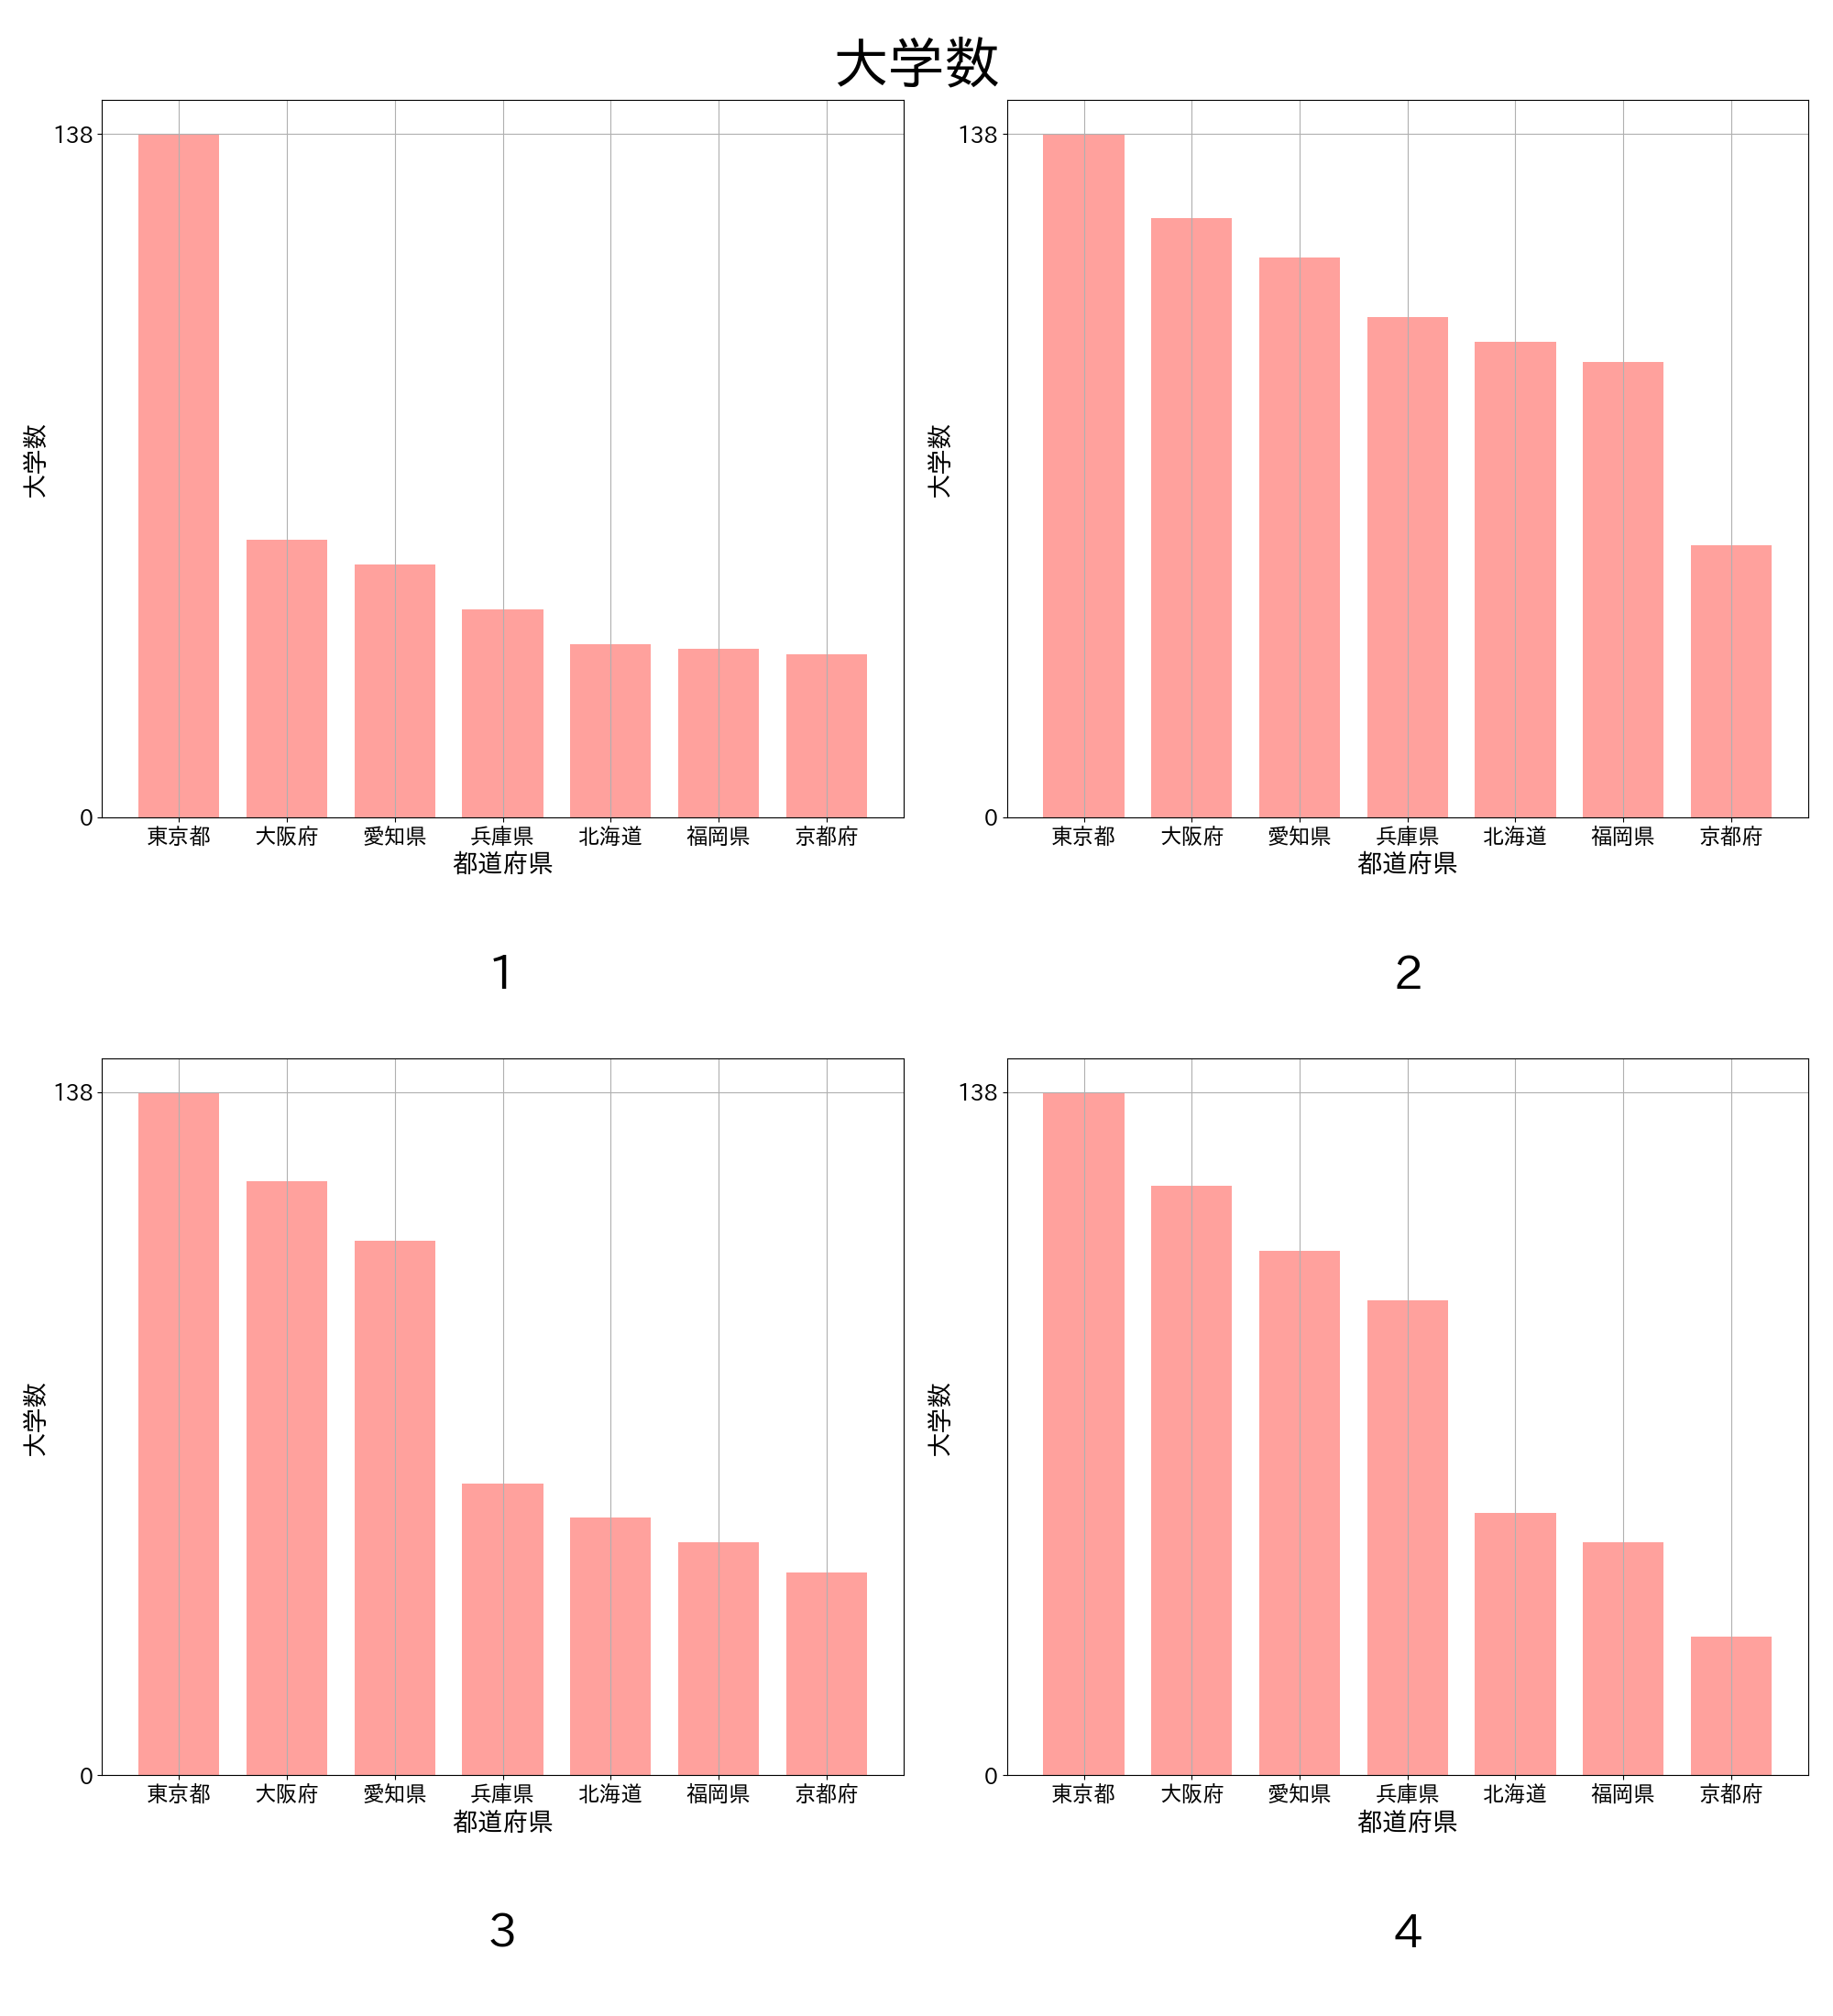 大学数
138
0
大学数
東京都 大阪府 愛知県 兵庫県 北海道 福岡県 京都府
都道府県
1
138
0
大学数
東京都 大阪府 愛知県 兵庫県 北海道 福岡県 京都府
都道府県
2
138
0
大学数
東京都 大阪府 愛知県 兵庫県 北海道 福岡県 京都府
都道府県
3
138
0
大学数
東京都 大阪府 愛知県 兵庫県 北海道 福岡県 京都府
都道府県
4